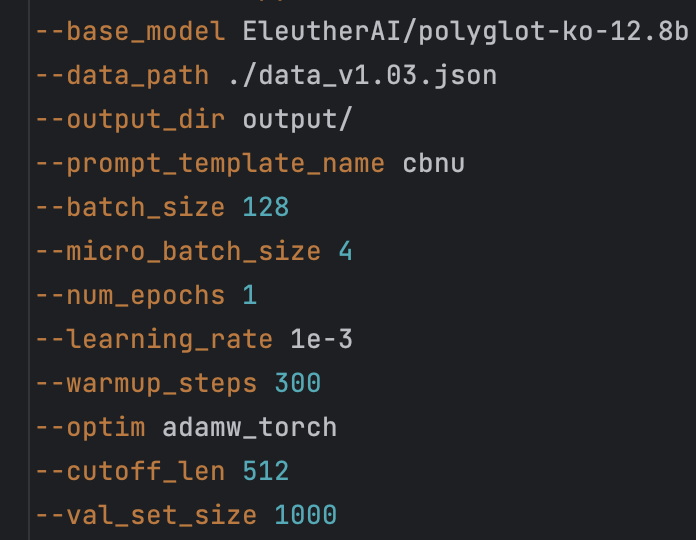 --base_model EleutherAI/polyglot-ko-12.8b
--data_path ./data_v1.03.json
--output_dir output/
--prompt_template_name cbnu
--batch_size 128
--micro_batch_size 4
--num_epochs 1
--learning_rate 1e-3
--warmup_steps 300
--optim adamw_torch
--cutoff_len 512
--val_set_size 1000